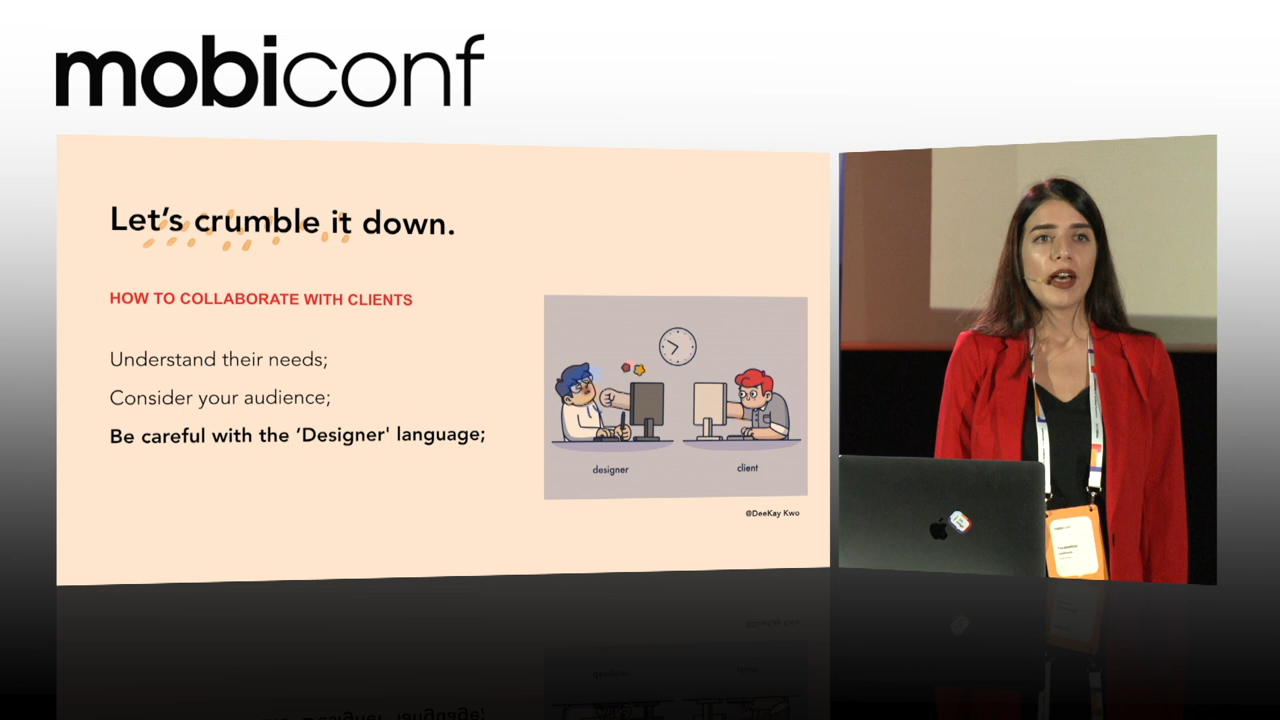 mobiconf
Let's crumble it down.
HOW TO COLLABORATE WITH CLIENTS
Understand their needs;
Consider your audience;
Be careful with the ‘Designer' language;
designer
client
@DeeKay Kwo